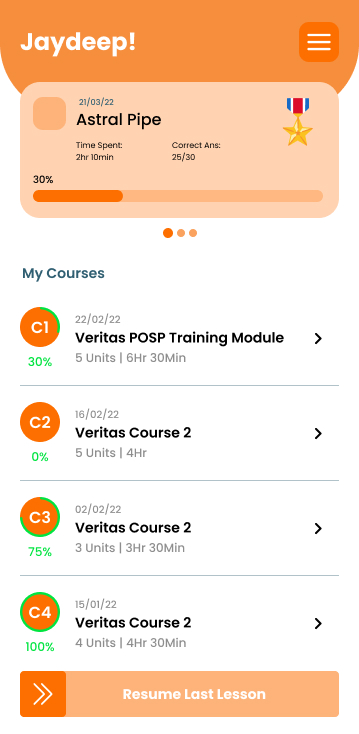 Jaydeep!
21/03/22
Astral Pipe
Time Spent: Correct Ans:
2hr 10min 25/30
30%
My Courses
C1
30%
22/02/22
Veritas POSP Training Module
5 Units | 6Hr 30Min
C2
0%
16/02/22
Veritas Course 2
5 Units | 4Hr
C3
75%
02/02/22
Veritas Course 2
3 Units | 3Hr 30Min
C4
100%
15/01/22
Veritas Course 2
4 Units | 4Hr 30Min
Resume Last Lesson